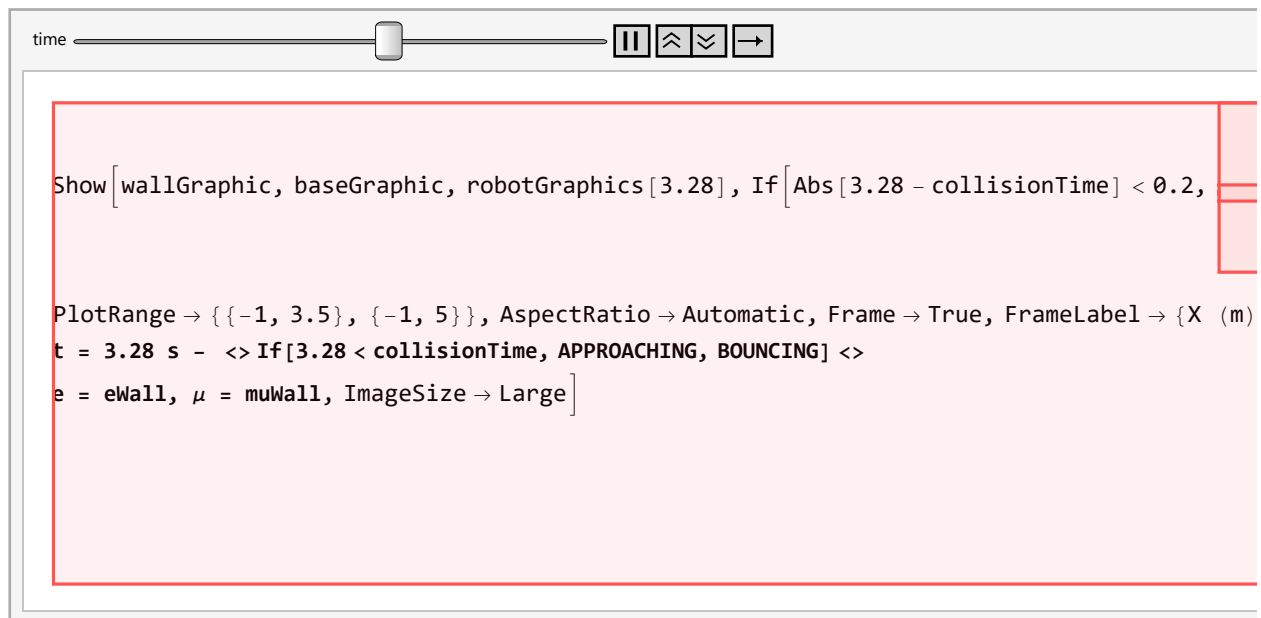 time
Show[wallGraphic, baseGraphic, robotGraphics[3.28], If[Abs[3.28 – collisionTime] < 0.2,
PlotRange → {{–1, 3.5}, {–1, 5}}, AspectRatio → Automatic, Frame → True, FrameLabel → {X (m)
t = 3.28 s – <> If[3.28 < collisionTime, APPROACHING, BOUNCING] <>
e = eWall, μ = muWall, ImageSize → Large]